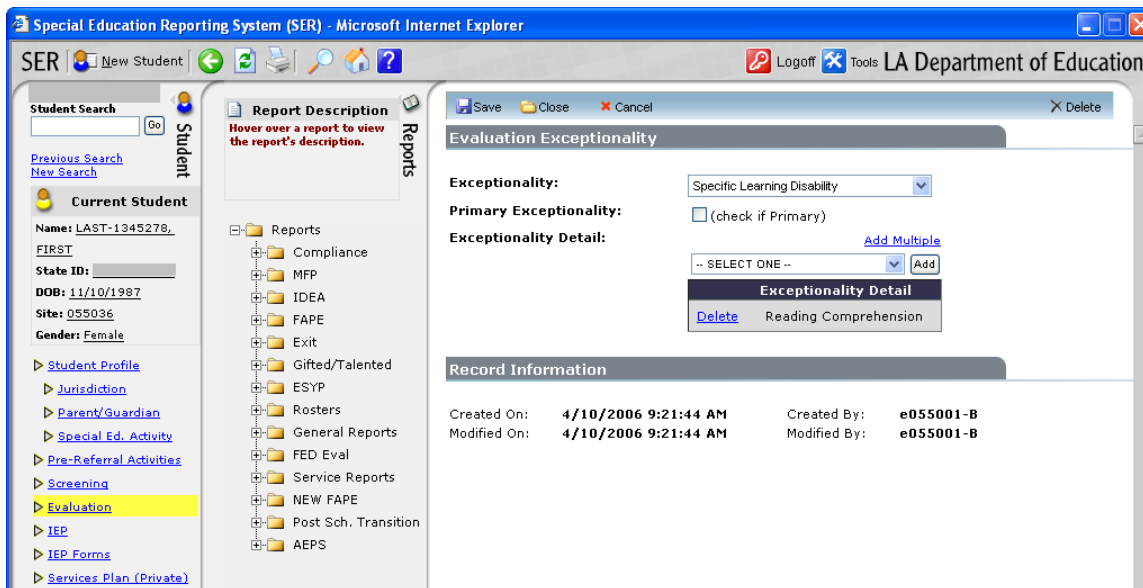 Special Education Reporting System (SER) - Microsoft Internet Explorer
SER New Student ? Logoff Tools LA Department of Education
Student Search
Go
Student
Previous Search
New Search
Current Student
Name: LAST-1345278,
FIRST
State ID:
DOB: 11/10/1987
Site: 055036
Gender: Female
Student Profile
Jurisdiction
Parent/Guardian
Special Ed. Activity
Pre-Referral Activities
Screening
Evaluation
IEP
IEP Forms
Services Plan (Private)
Report Description
Hover over a report to view
the report's description.
Reports
Reports
Compliance
MFP
IDEA
FAPE
Exit
Gifted/Talented
ESYP
Rosters
General Reports
FED Eval
Service Reports
NEW FAPE
Post Sch. Transition
AEPS
Save Close Cancel Delete
Evaluation Exceptionality
Exceptionality: Specific Learning Disability
Primary Exceptionality: (check if Primary)
Exceptionality Detail: Add Multiple
-- SELECT ONE -- Add
Exceptionality Detail
Delete Reading Comprehension
Record Information
Created On: 4/10/2006 9:21:44 AM Created By: e055001-B
Modified On: 4/10/2006 9:21:44 AM Modified By: e055001-B